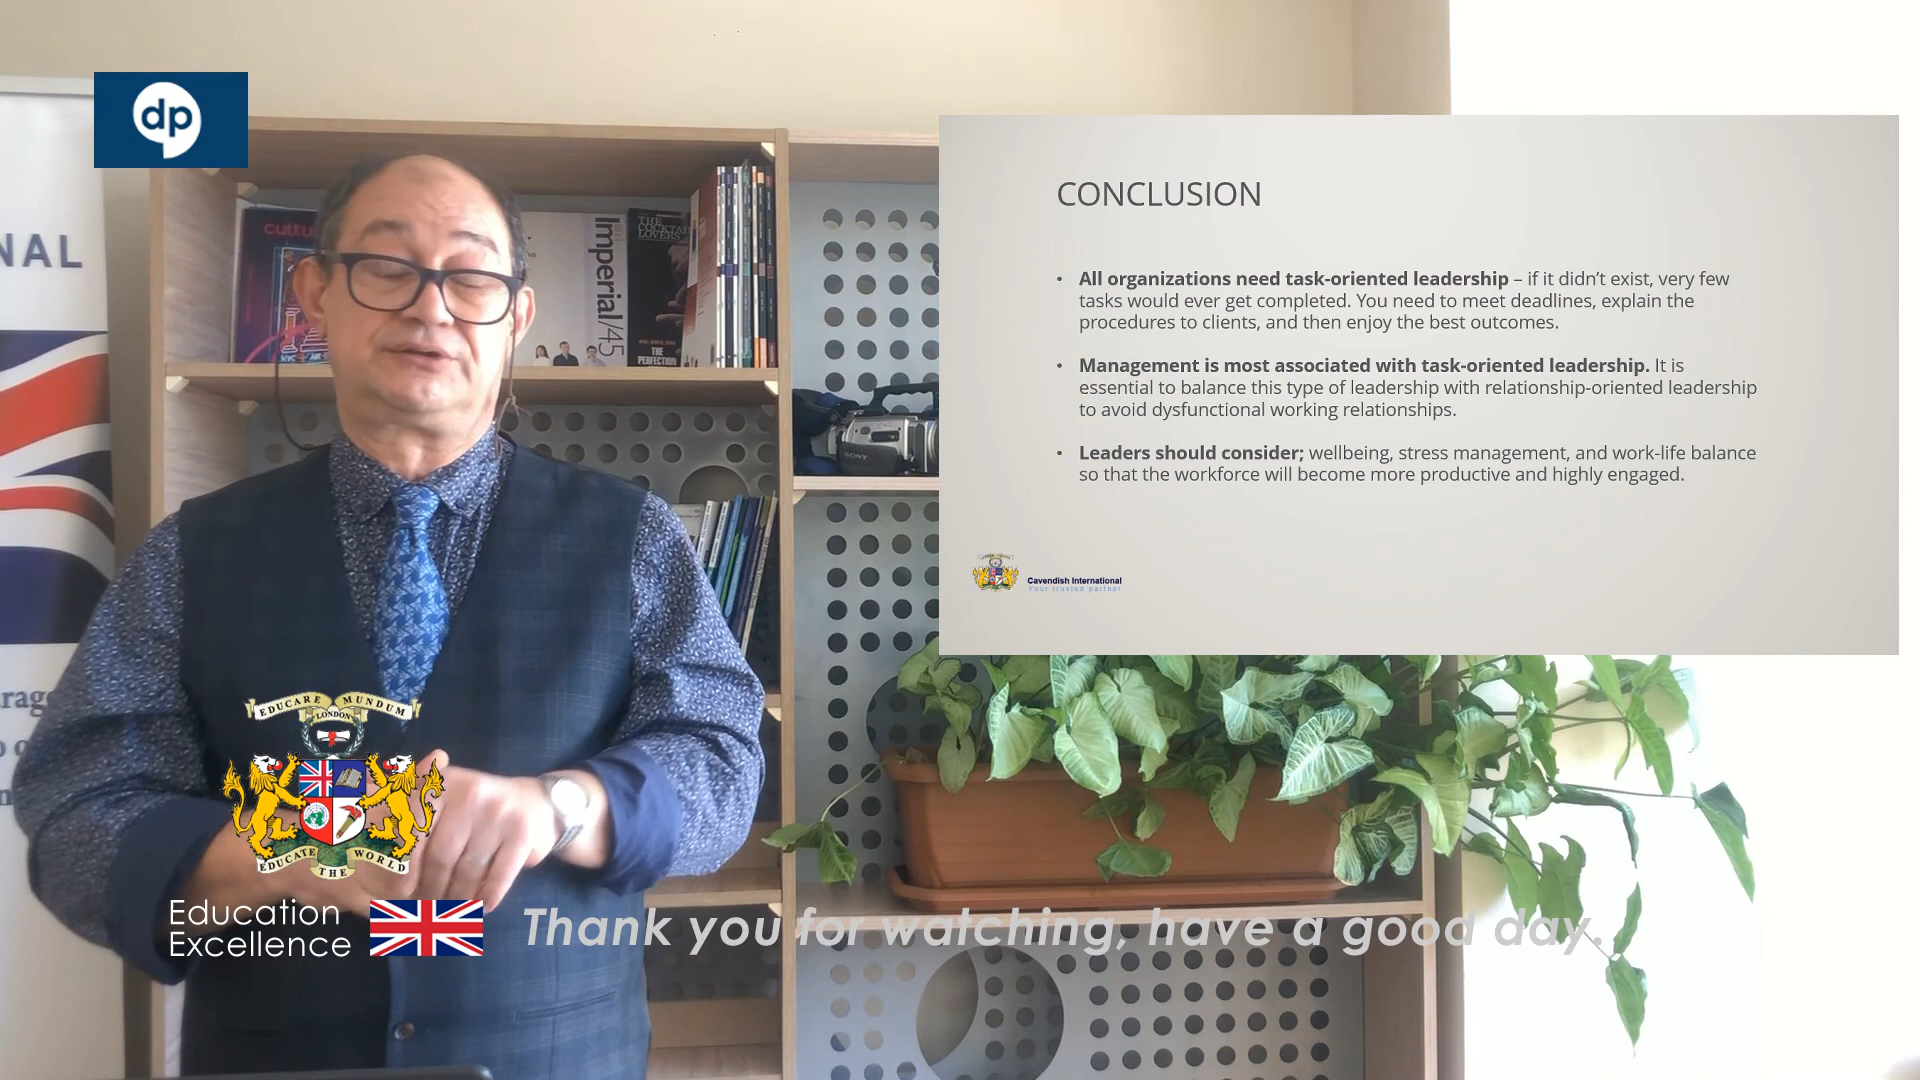 dp
NAL
cultu
Imperial/45
THE
COCKTAIL
LOVERS
THE
PERFECTION
SONY
CONCLUSION
• All organizations need task-oriented leadership – if it didn’t exist, very few
tasks would ever get completed. You need to meet deadlines, explain the
procedures to clients, and then enjoy the best outcomes.
• Management is most associated with task-oriented leadership. It is
essential to balance this type of leadership with relationship-oriented leadership
to avoid dysfunctional working relationships.
• Leaders should consider; wellbeing, stress management, and work-life balance
so that the workforce will become more productive and highly engaged.
Cavendish International
Your trusted partner
EDUCARE MUNDUM
LONDON
EDUCATE THE WORLD
Education
Excellence
Thank you for watching, have a good day.